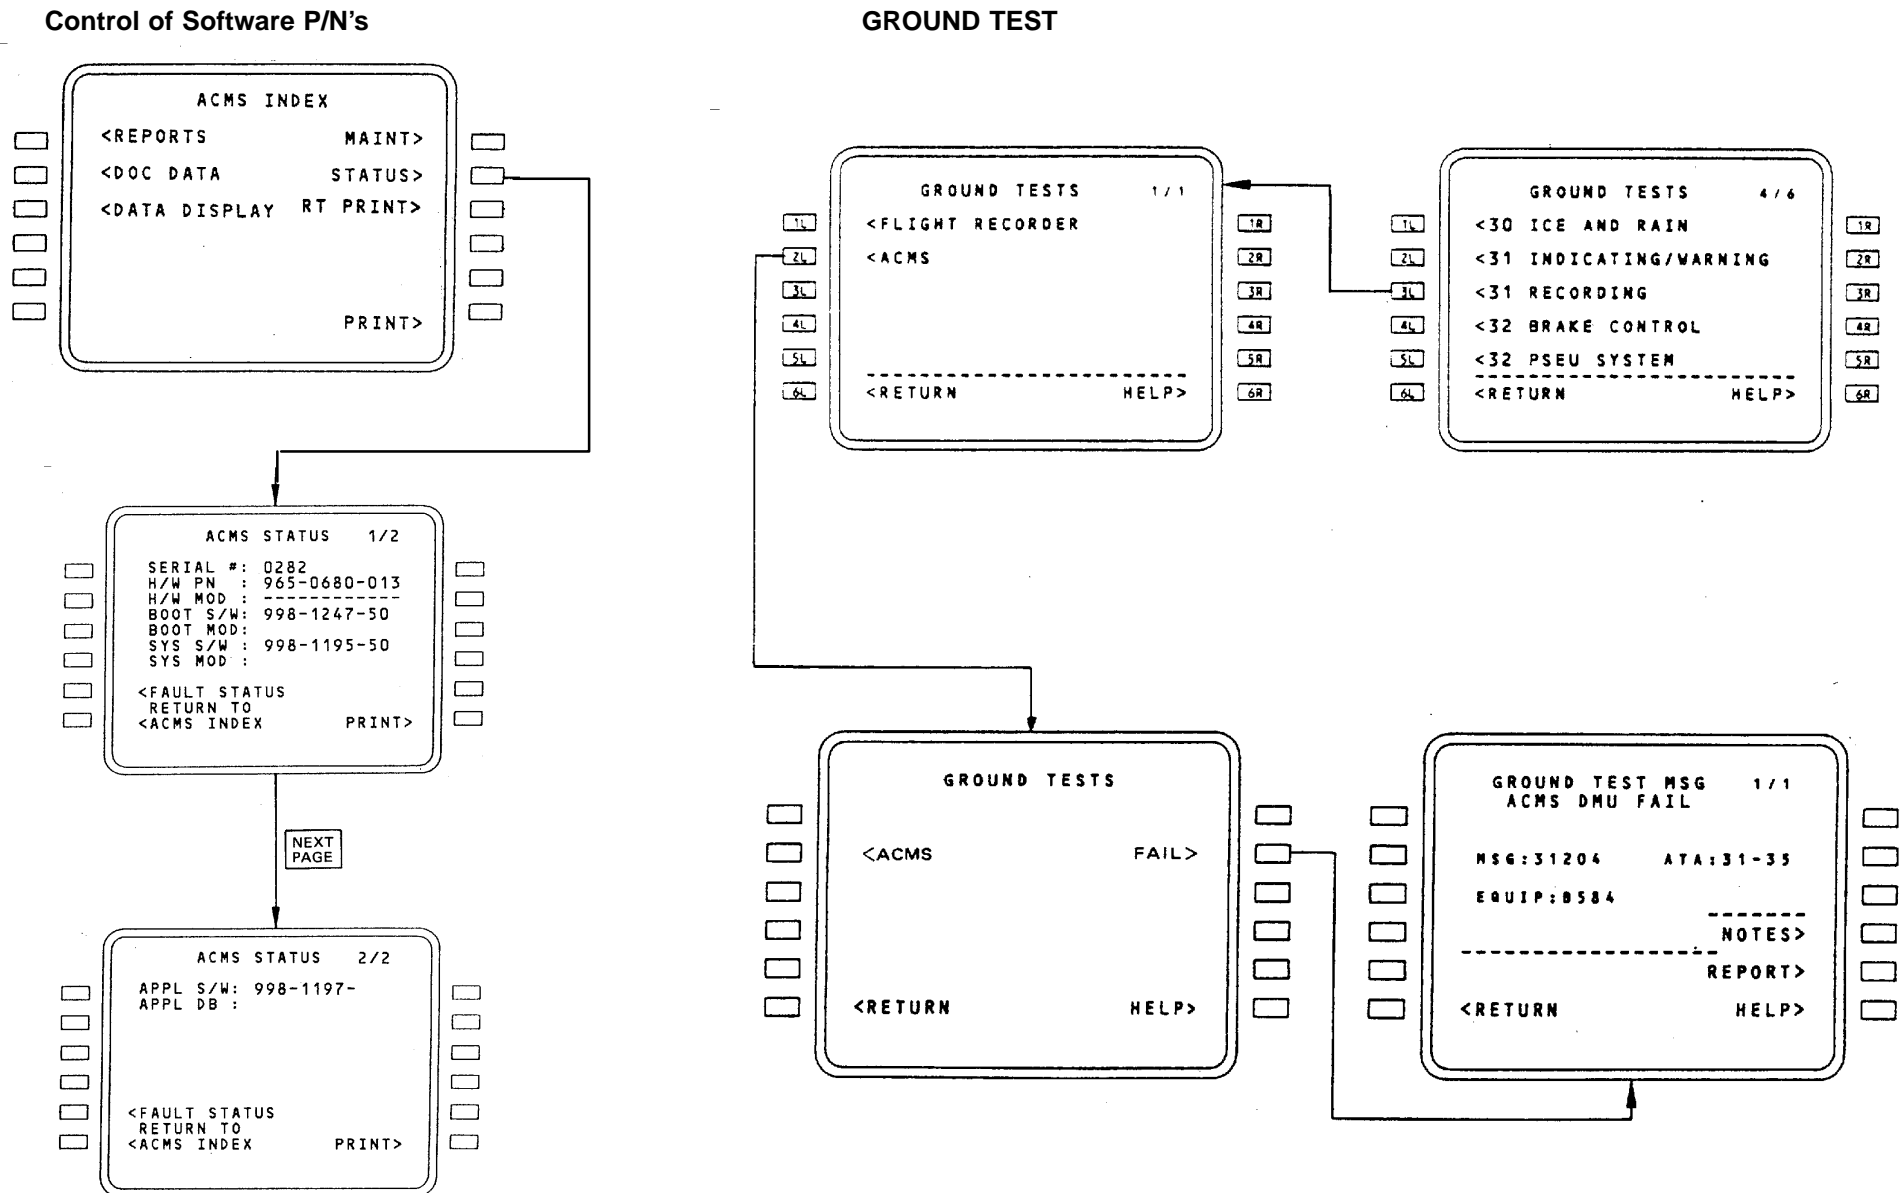 Control of Software P/N's
ACMS INDEX
<REPORTS MAINT>
<DOC DATA STATUS>
<DATA DISPLAY RT PRINT>
PRINT>
ACMS STATUS 1/2
SERIAL #: 0282
H/W PN : 965-0680-013
H/W MOD : ------------
BOOT S/W: 998-1247-50
BOOT MOD:
SYS S/W : 998-1195-50
SYS MOD :
<FAULT STATUS
RETURN TO
<ACMS INDEX PRINT>
NEXT
PAGE
ACMS STATUS 2/2
APPL S/W: 998-1197-
APPL DB :
<FAULT STATUS
RETURN TO
<ACMS INDEX PRINT>
GROUND TEST
GROUND TESTS 1/1
1L <FLIGHT RECORDER 1R
2L <ACMS 2R
3L 3R
4L 4R
5L 5R
6L <RETURN HELP> 6R
GROUND TESTS 4/6
1L <30 ICE AND RAIN 1R
2L <31 INDICATING/WARNING 2R
3L <31 RECORDING 3R
4L <32 BRAKE CONTROL 4R
5L <32 PSEU SYSTEM 5R
6L <RETURN HELP> 6R
GROUND TESTS
<ACMS FAIL>
<RETURN HELP>
GROUND TEST MSG 1/1
ACMS DMU FAIL
MSG:31204 ATA:31-35
EQUIP:8584
NOTES>
REPORT>
<RETURN HELP>